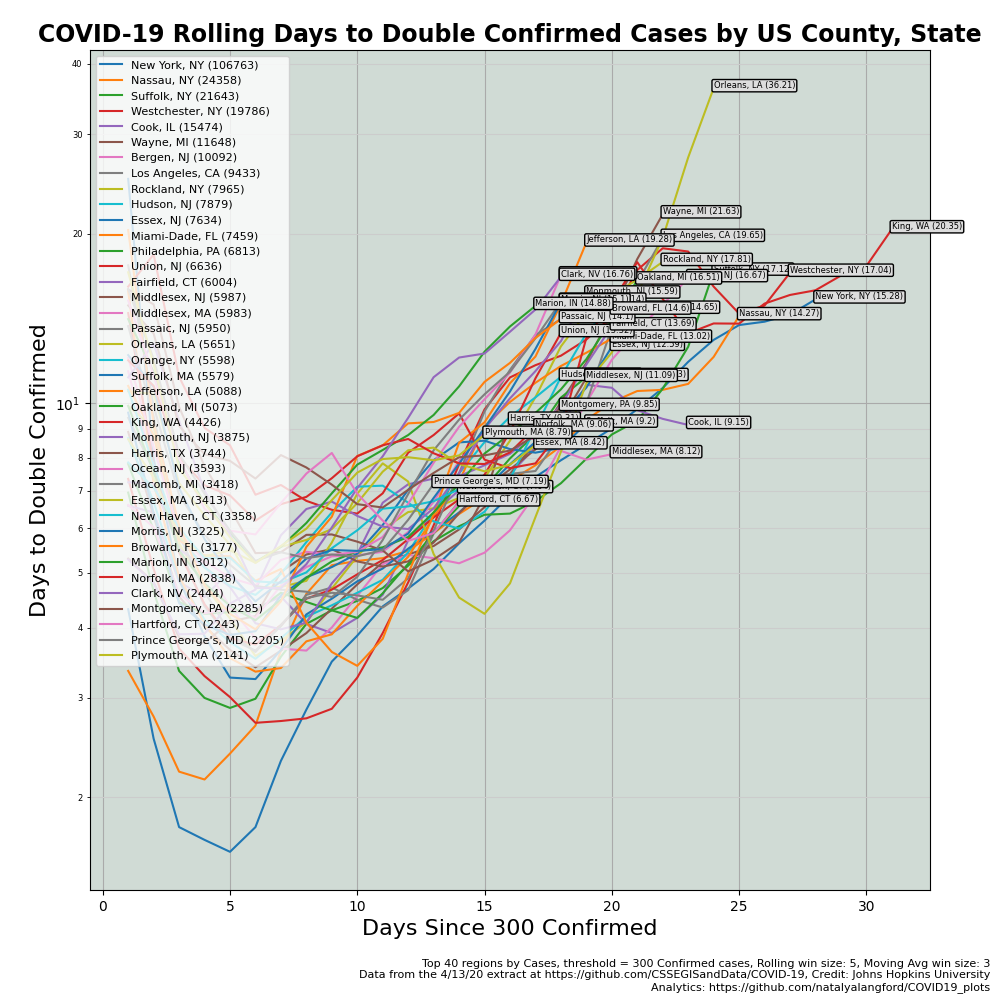 COVID-19 Rolling Days to Double Confirmed Cases by US County, State
Days to Double Confirmed
40
30
20
10¹
9
8
7
6
5
4
3
2
New York, NY (106763)
Nassau, NY (24358)
Suffolk, NY (21643)
Westchester, NY (19786)
Cook, IL (15474)
Wayne, MI (11648)
Bergen, NJ (10092)
Los Angeles, CA (9433)
Rockland, NY (7965)
Hudson, NJ (7879)
Essex, NJ (7634)
Miami-Dade, FL (7459)
Philadelphia, PA (6813)
Union, NJ (6636)
Fairfield, CT (6004)
Middlesex, NJ (5987)
Middlesex, MA (5983)
Passaic, NJ (5950)
Orleans, LA (5651)
Orange, NY (5598)
Suffolk, MA (5579)
Jefferson, LA (5088)
Oakland, MI (5073)
King, WA (4426)
Monmouth, NJ (3875)
Harris, TX (3744)
Ocean, NJ (3593)
Macomb, MI (3418)
Essex, MA (3413)
New Haven, CT (3358)
Morris, NJ (3225)
Broward, FL (3177)
Marion, IN (3012)
Norfolk, MA (2838)
Clark, NV (2444)
Montgomery, PA (2285)
Hartford, CT (2243)
Prince George's, MD (2205)
Plymouth, MA (2141)
Orleans, LA (36.21)
Wayne, MI (21.63)
King, WA (20.35)
Angeles, CA (19.65)
Jefferson, LA (19.28)
Rockland, NY (17.81)
Westchester, NY (17.04)
NJ (16.67)
Clark, NV (16.76)
Oakland, MI (16.51)
Monmouth, NJ (15.59)
New York, NY (15.28)
Marion, IN (14.88)
Broward, FL (14.6)
14.65)
Nassau, NY (14.27)
Passaic, NJ (14.1)
Fairfield, CT (13.69)
Union, NJ
Miami-Dade, FL (13.02)
Essex, NJ (12.59)
Middlesex, NJ (11.09)
Montgomery, PA (9.85)
Harris, TX (9.31)
MA (9.2)
Cook, IL (9.15)
Norfolk, MA (9.06)
Plymouth, MA (8.79)
Essex, MA (8.42)
Middlesex, MA (8.12)
Prince George's, MD (7.19)
Hartford, CT (6.67)
0 5 10 15 20 25 30
Days Since 300 Confirmed
Top 40 regions by Cases, threshold = 300 Confirmed cases, Rolling win size: 5, Moving Avg win size: 3
Data from the 4/13/20 extract at https://github.com/CSSEGISandData/COVID-19, Credit: Johns Hopkins University
Analytics: https://github.com/natalyalangford/COVID19_plots